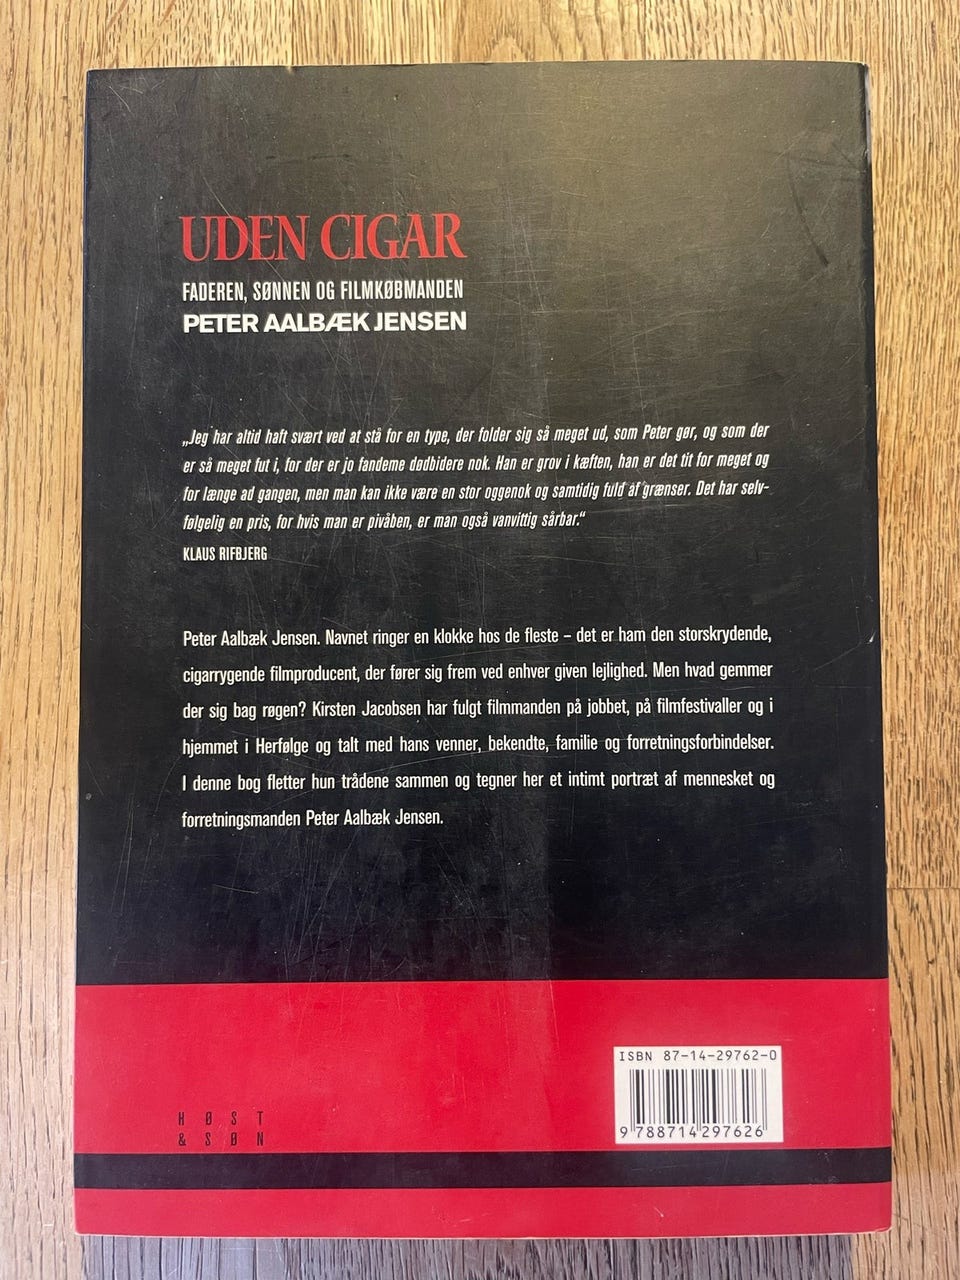 UDEN CIGAR
FADEREN, SØNNEN OG FILMKØBMANDEN
PETER AALBÆK JENSEN
„Jeg har altid haft svært ved at stå for en type, der folder sig så meget ud, som Peter gør, og som der
er så meget fut i, for der er jo fandeme dødbidere nok. Han er grov i kæften, han er det tit for meget og
for længe ad gangen, men man kan ikke være en stor oggenok og samtidig fuld af grænser. Det har selv-
følgelig en pris, for hvis man er pivåben, er man også vanvittig sårbar.“
KLAUS RIFBJERG
Peter Aalbæk Jensen. Navnet ringer en klokke hos de fleste – det er ham den storskrydende,
cigarrygende filmproducent, der fører sig frem ved enhver given lejlighed. Men hvad gemmer
der sig bag røgen? Kirsten Jacobsen har fulgt filmmanden på jobbet, på filmfestivaller og i
hjemmet i Herfølge og talt med hans venner, bekendte, familie og forretningsforbindelser.
I denne bog fletter hun trådene sammen og tegner her et intimt portræt af mennesket og
forretningsmanden Peter Aalbæk Jensen.
ISBN 87-14-29762-0
9 788714 297626
HØST
& SØN